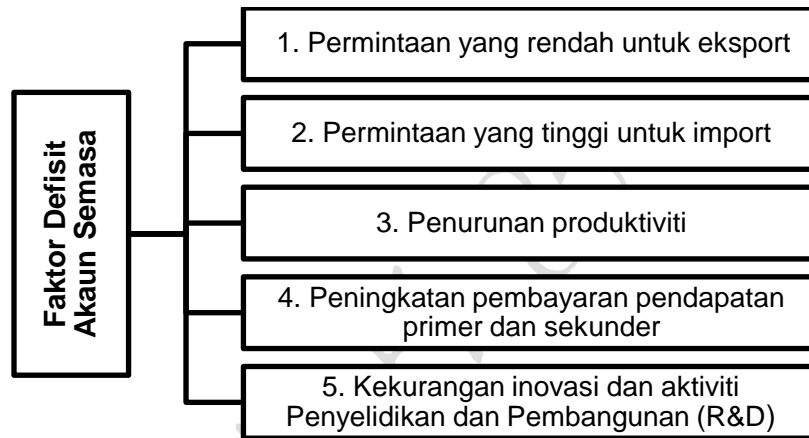 1. Permintaan yang rendah untuk eksport
2. Permintaan yang tinggi untuk import
Faktor Defisit
Akaun Semasa
3. Penurunan produktiviti
4. Peningkatan pembayaran pendapatan
primer dan sekunder
5. Kekurangan inovasi dan aktiviti
Penyelidikan dan Pembangunan (R&D)